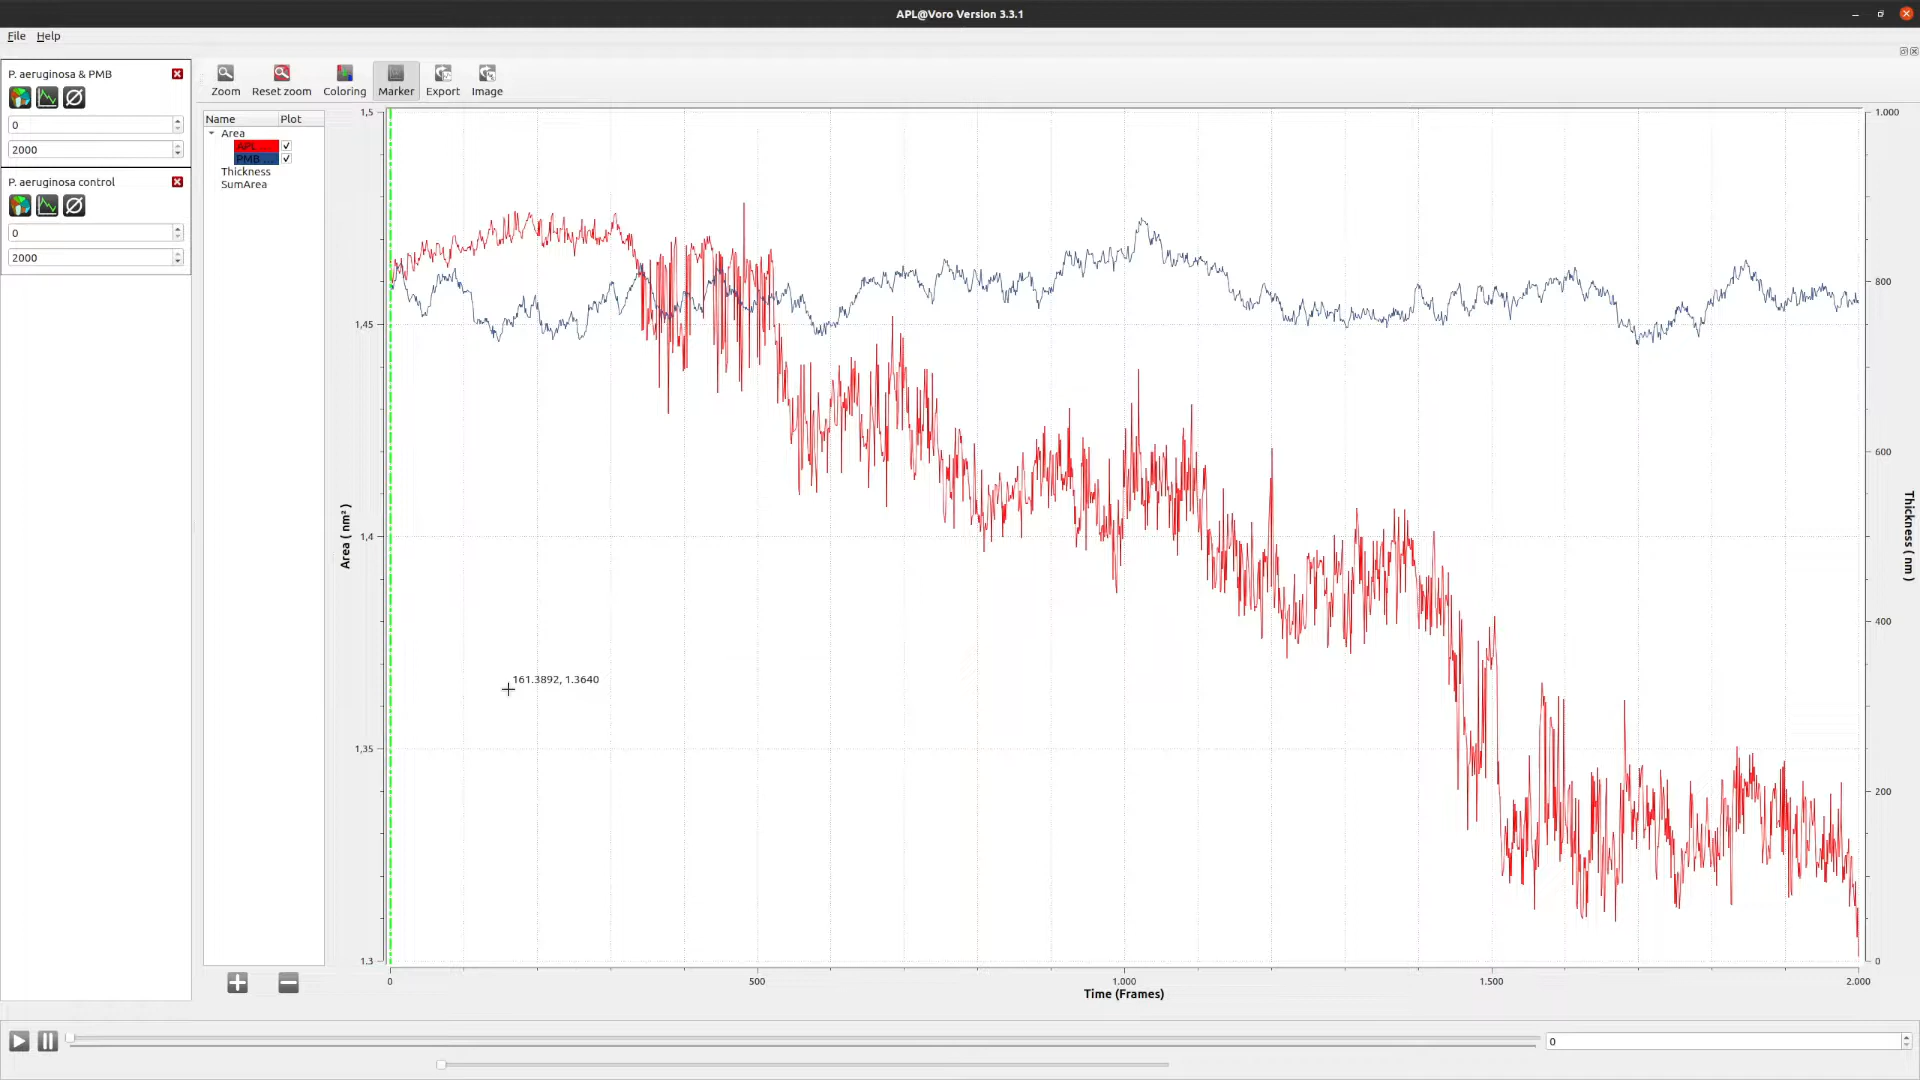 APL@Voro Version 3.3.1
File Help
P. aeruginosa & PMB
0
2000
P. aeruginosa control
0
2000
Zoom Reset zoom Coloring Marker Export Image
Name Plot
Area
APL ...
PMB ...
Thickness
SumArea
1,5
1,45
1,4
1,35
1.3
Area ( nm² )
161.3892, 1.3640
1.000
800
600
400
200
0
Thickness ( nm )
0 500 1.000 1.500 2.000
Time (Frames)
0